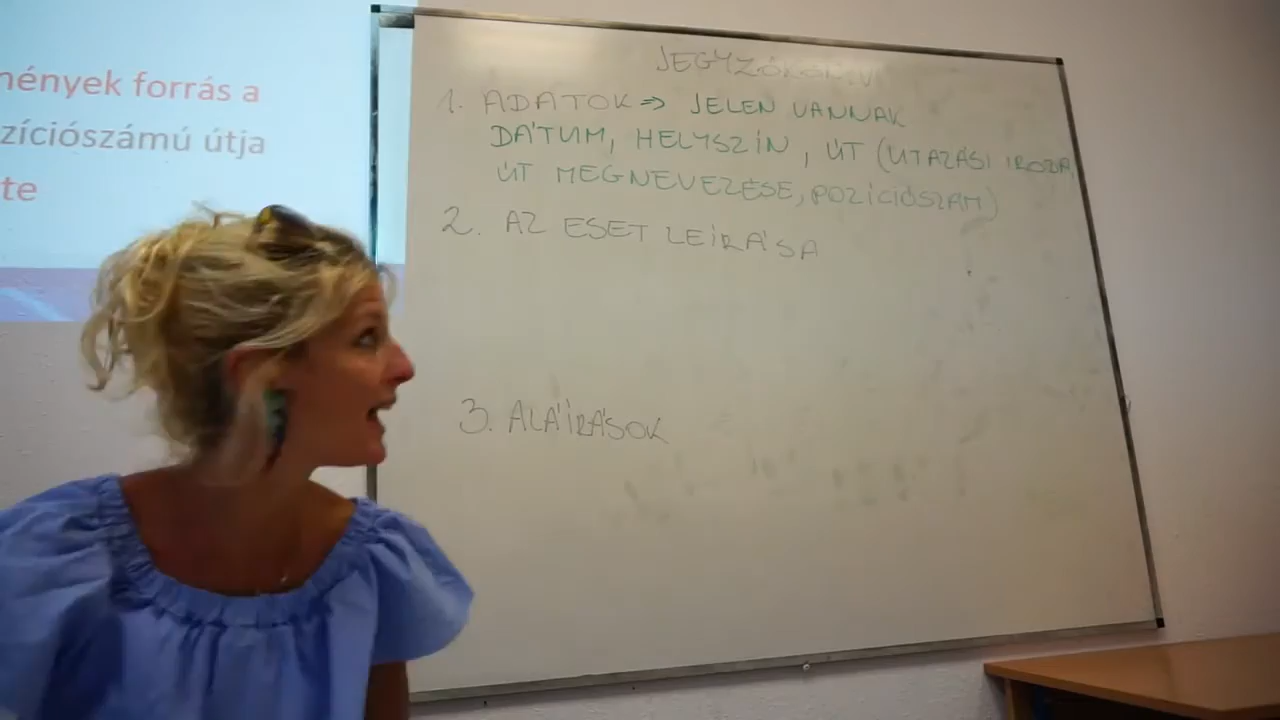 mények forrás a
zíciószámú útja
te
JEGYZŐKÖNYV
1. ADATOK => JELEN VANNAK
DÁTUM, HELYSZÍN, ÚT (UTAZÁSI IRODA,
ÚT MEGNEVEZÉSE, POZÍCIÓSZÁM)
2. AZ ESET LEÍRÁSA
3. ALÁÍRÁSOK